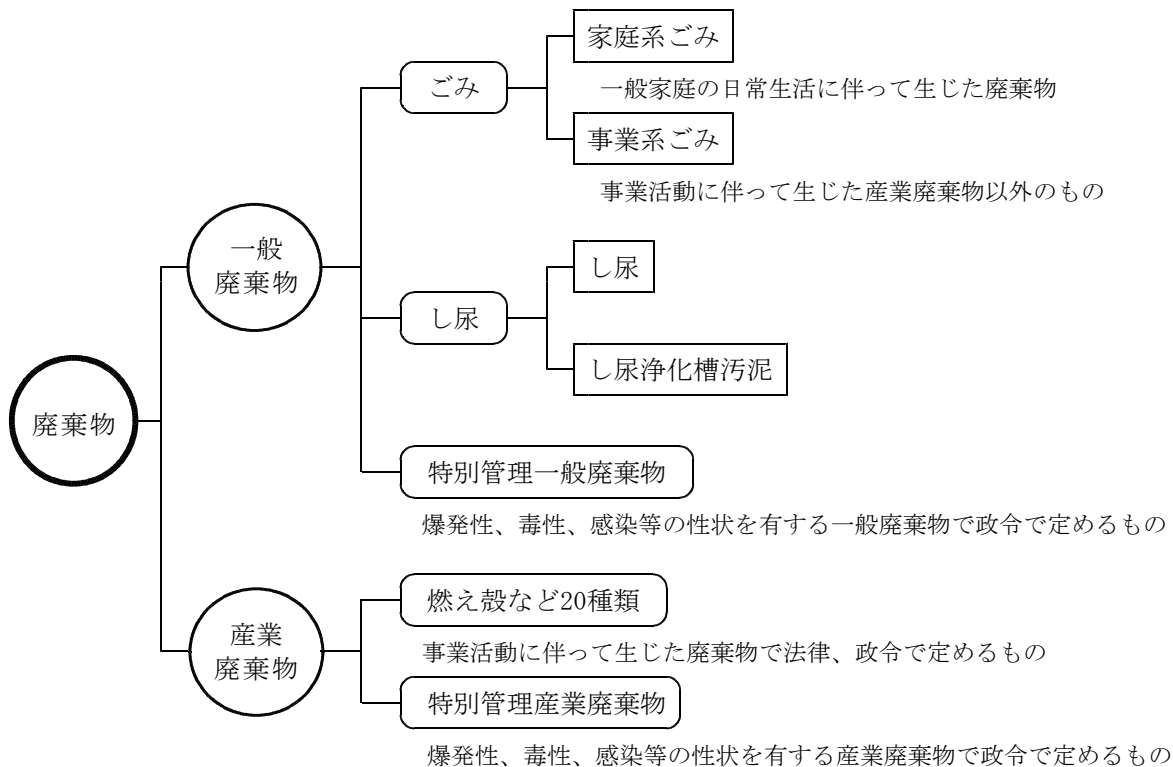 家庭系ごみ
ごみ
一般家庭の日常生活に伴って生じた廃棄物
事業系ごみ
事業活動に伴って生じた産業廃棄物以外のもの
一般
廃棄物
し尿
し尿
し尿浄化槽汚泥
廃棄物
特別管理一般廃棄物
爆発性、毒性、感染等の性状を有する一般廃棄物で政令で定めるもの
燃え殻など20種類
産業
廃棄物
事業活動に伴って生じた廃棄物で法律、政令で定めるもの
特別管理産業廃棄物
爆発性、毒性、感染等の性状を有する産業廃棄物で政令で定めるもの